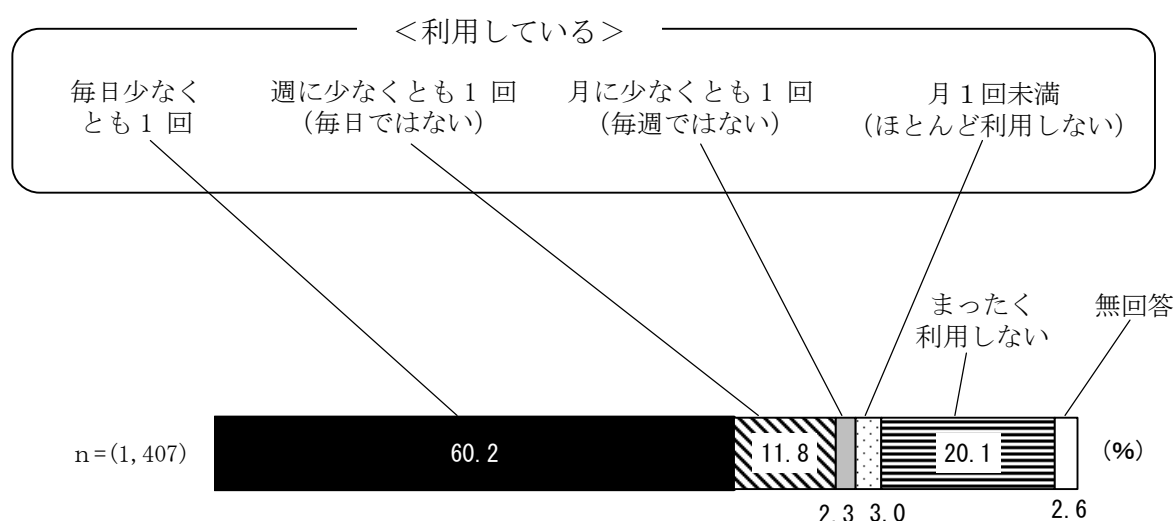 ＜利用している＞
毎日少なく
とも１ 回
週に少なくとも１ 回
（毎日ではない）
月に少なくとも１ 回
（毎週ではない）
月１回未満
（ほとんど利用しない）
まったく
利用しない
無回答
n=(1,407)
60.2
11.8
2.3
3.0
20.1
2.6
(%)